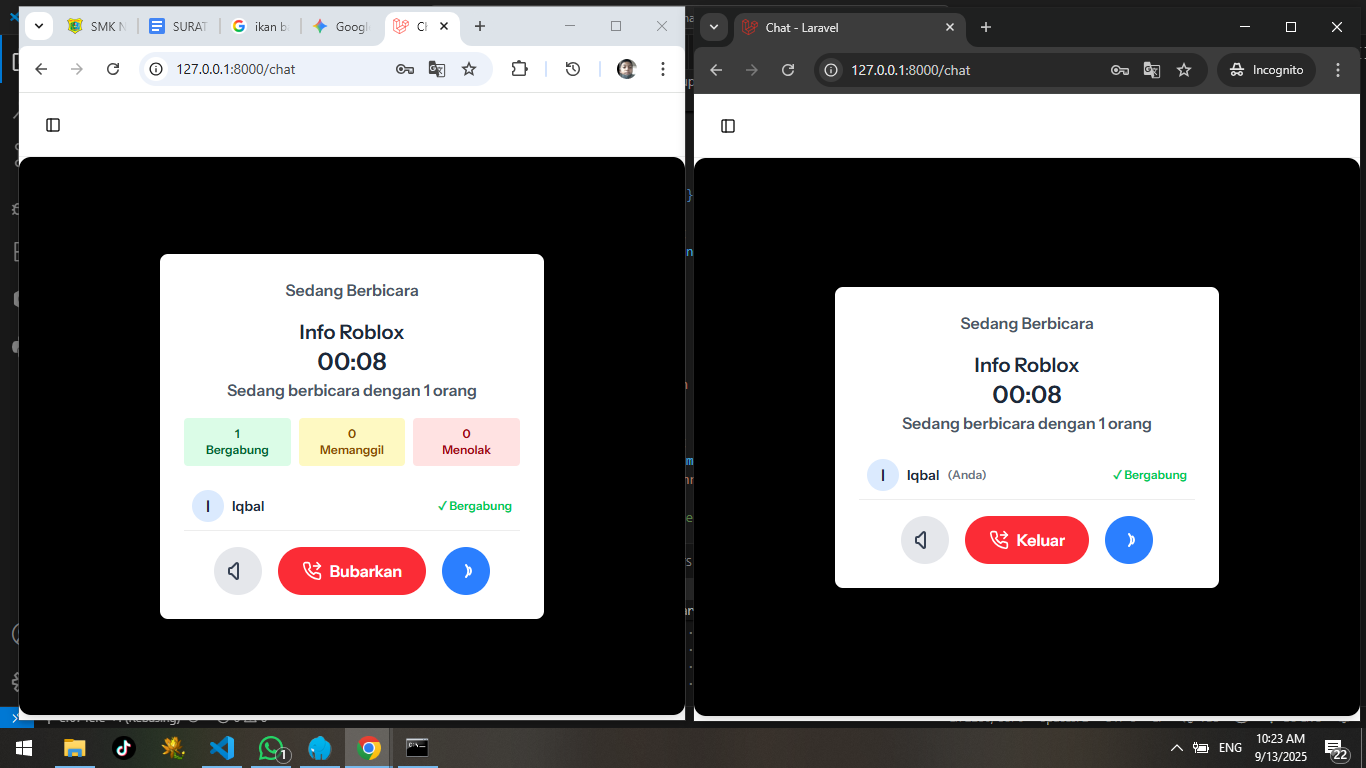 SMK N
SURAT
ikan ba
Google
Ch
127.0.0.1:8000/chat
Sedang Berbicara
Info Roblox
00:08
Sedang berbicara dengan 1 orang
1
Bergabung
0
Memanggil
0
Menolak
I
Iqbal
✓ Bergabung
Bubarkan
Chat - Laravel
127.0.0.1:8000/chat
Incognito
Sedang Berbicara
Info Roblox
00:08
Sedang berbicara dengan 1 orang
I
Iqbal (Anda)
✓ Bergabung
Keluar
1
ENG
10:23 AM
9/13/2025
22